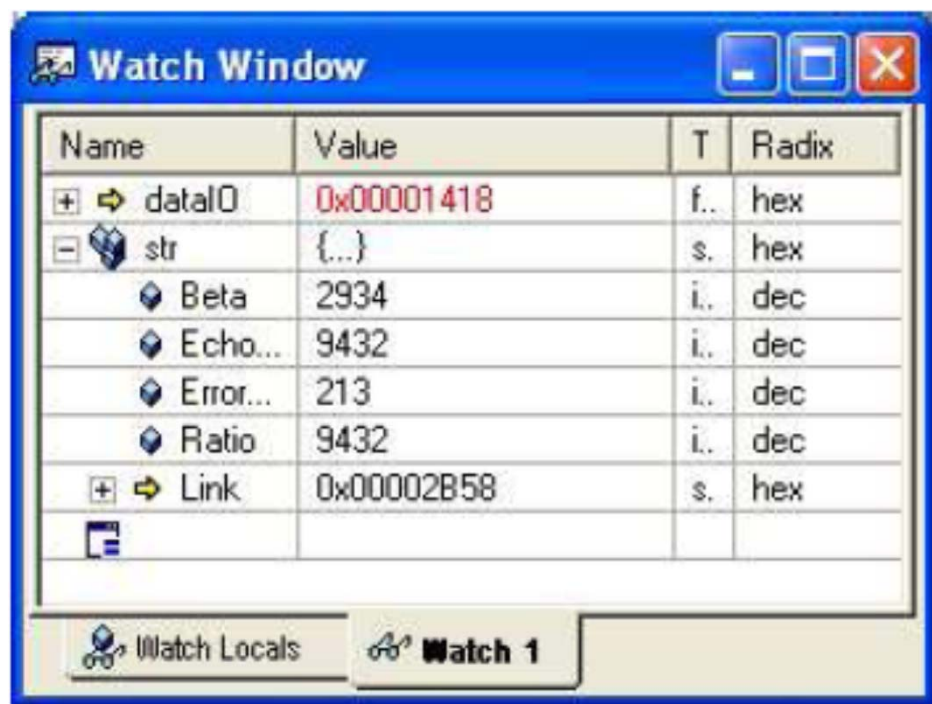 Watch Window
Name Value T Radix
dataIO 0x00001418 f.. hex
str {...} s. hex
Beta 2934 i.. dec
Echo... 9432 i.. dec
Error... 213 i.. dec
Ratio 9432 i.. dec
Link 0x00002B58 s. hex
Watch Locals Watch 1